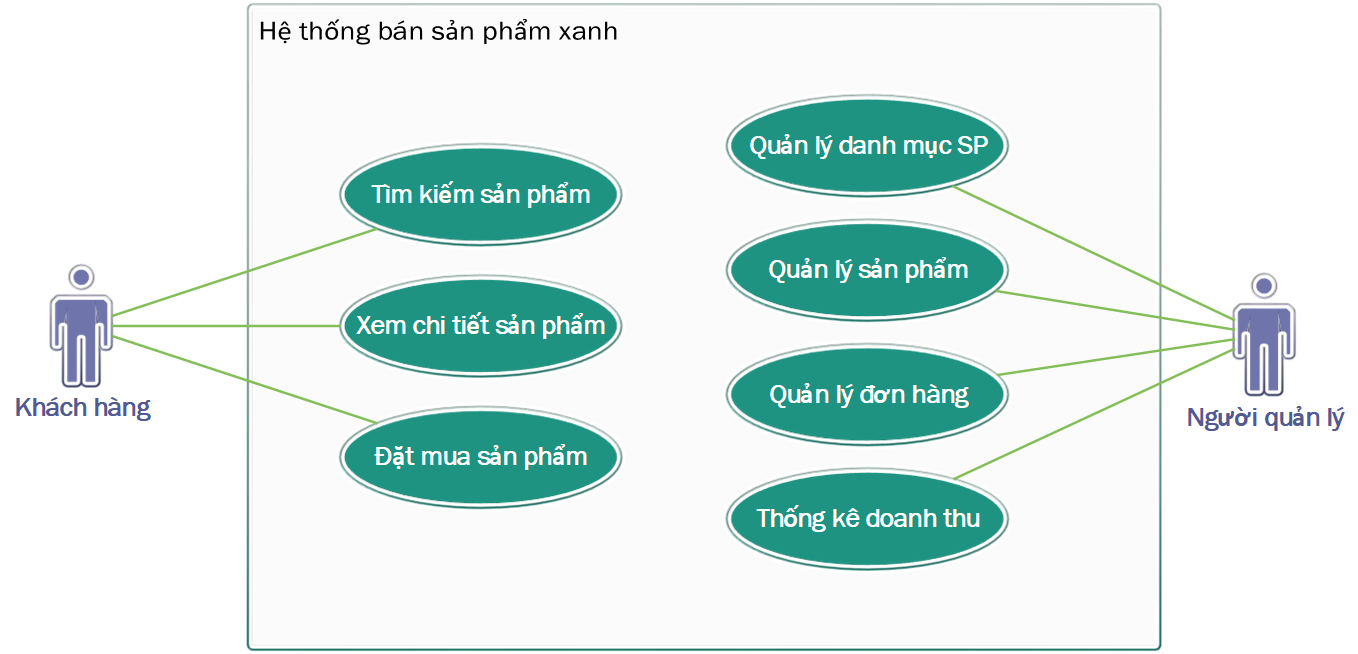 Hệ thống bán sản phẩm xanh
Tìm kiếm sản phẩm
Xem chi tiết sản phẩm
Đặt mua sản phẩm
Khách hàng
Quản lý danh mục SP
Quản lý sản phẩm
Quản lý đơn hàng
Thống kê doanh thu
Người quản lý